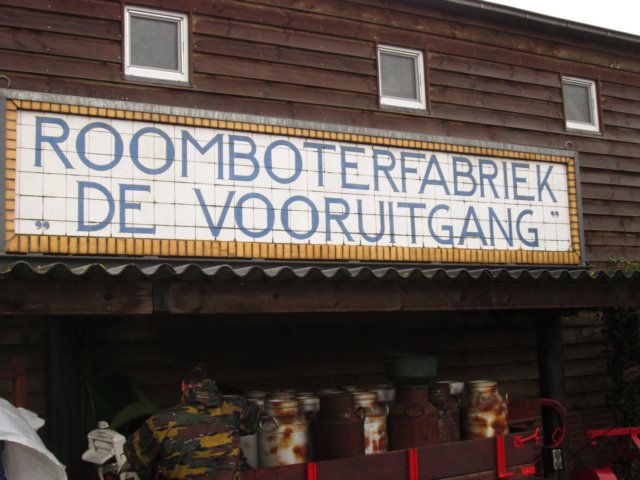 ROOMBOTERFABRIEK
„ DE VOORUITGANG "